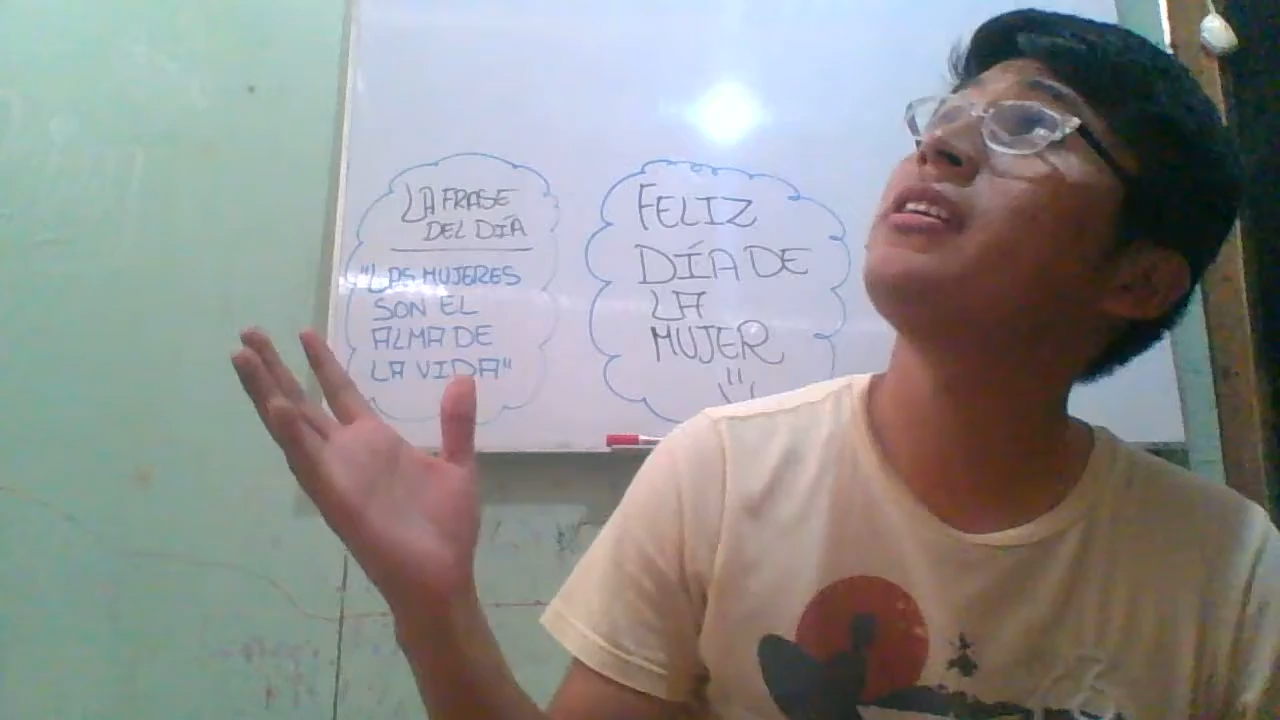 LA FRASE
DEL DÍA
"LAS MUJERES
SON EL
ALMA DE
LA VIDA"
FELIZ
DÍA DE
LA
MUJER